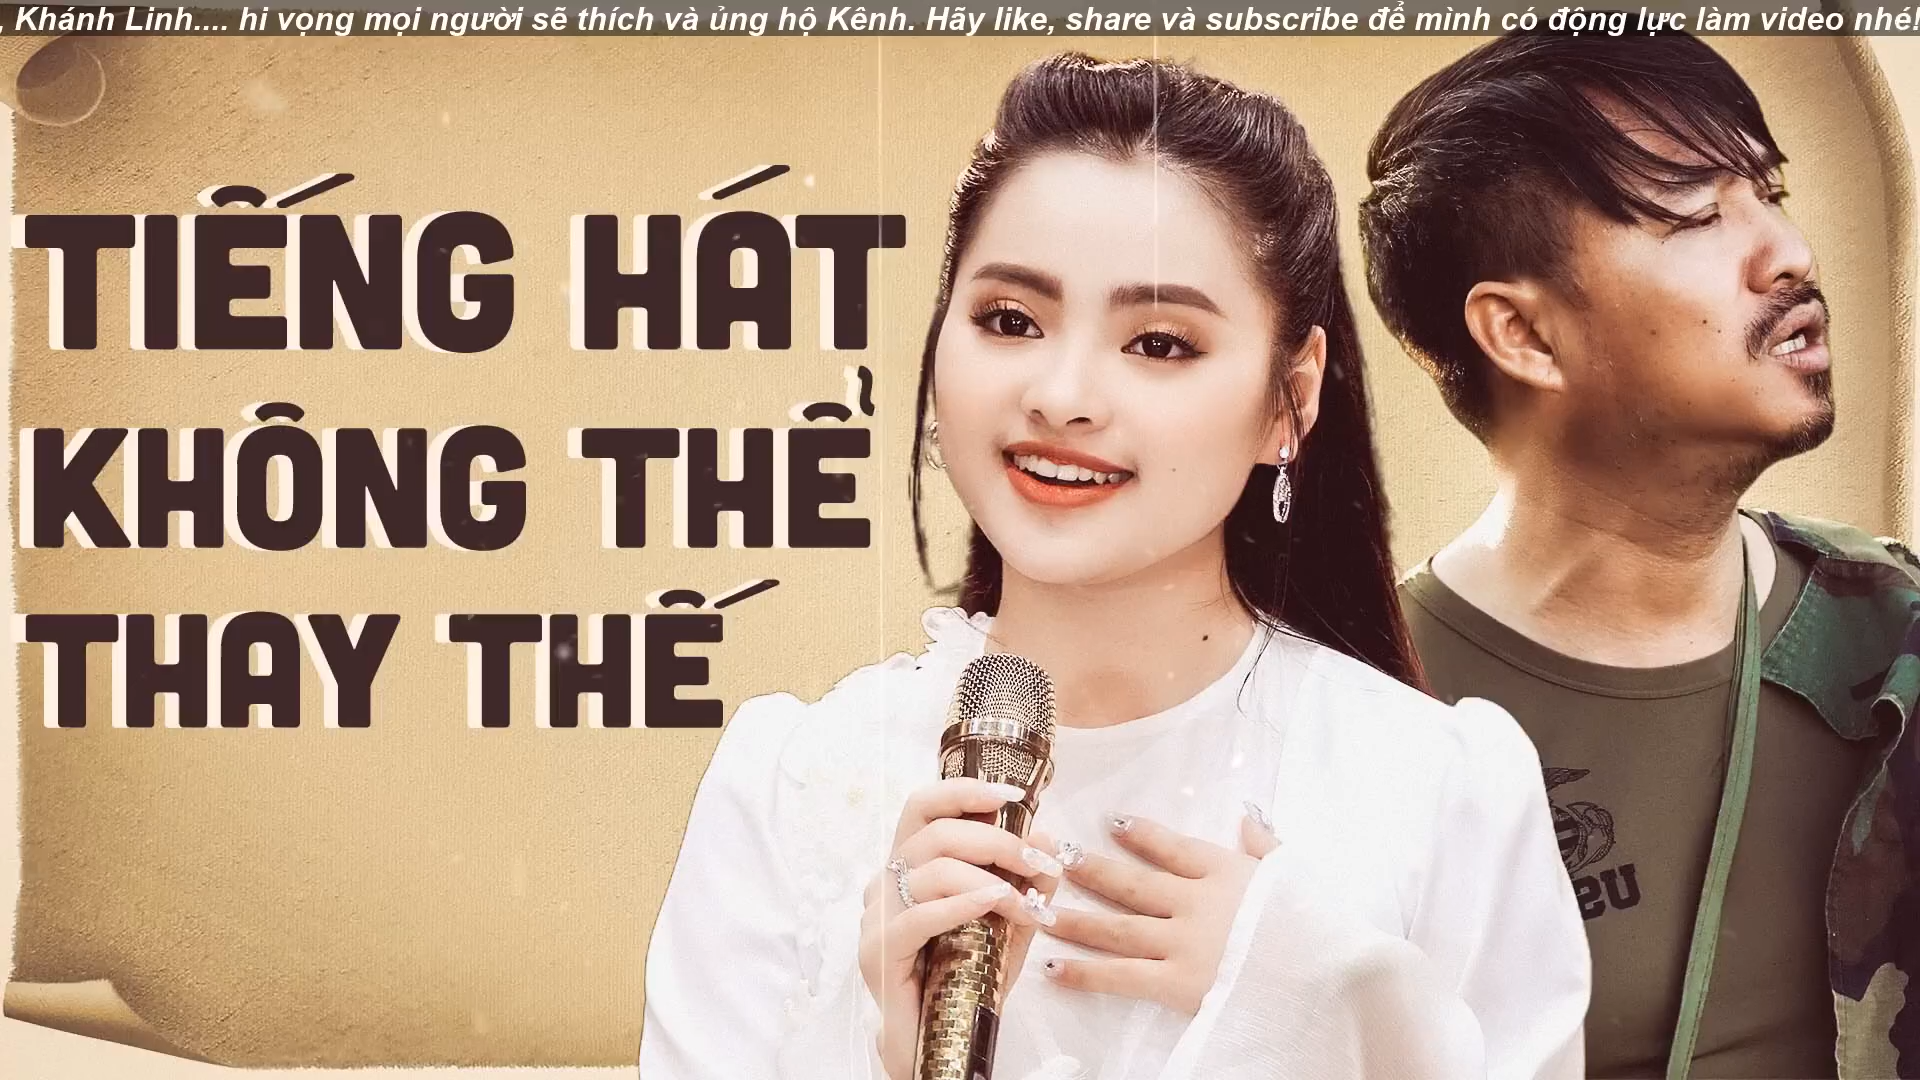 , Khánh Linh.... hi vọng mọi người sẽ thích và ủng hộ Kênh. Hãy like, share và subscribe để mình có động lực làm video nhé!
TIẾNG HÁT
KHÔNG THỂ
THAY THẾ